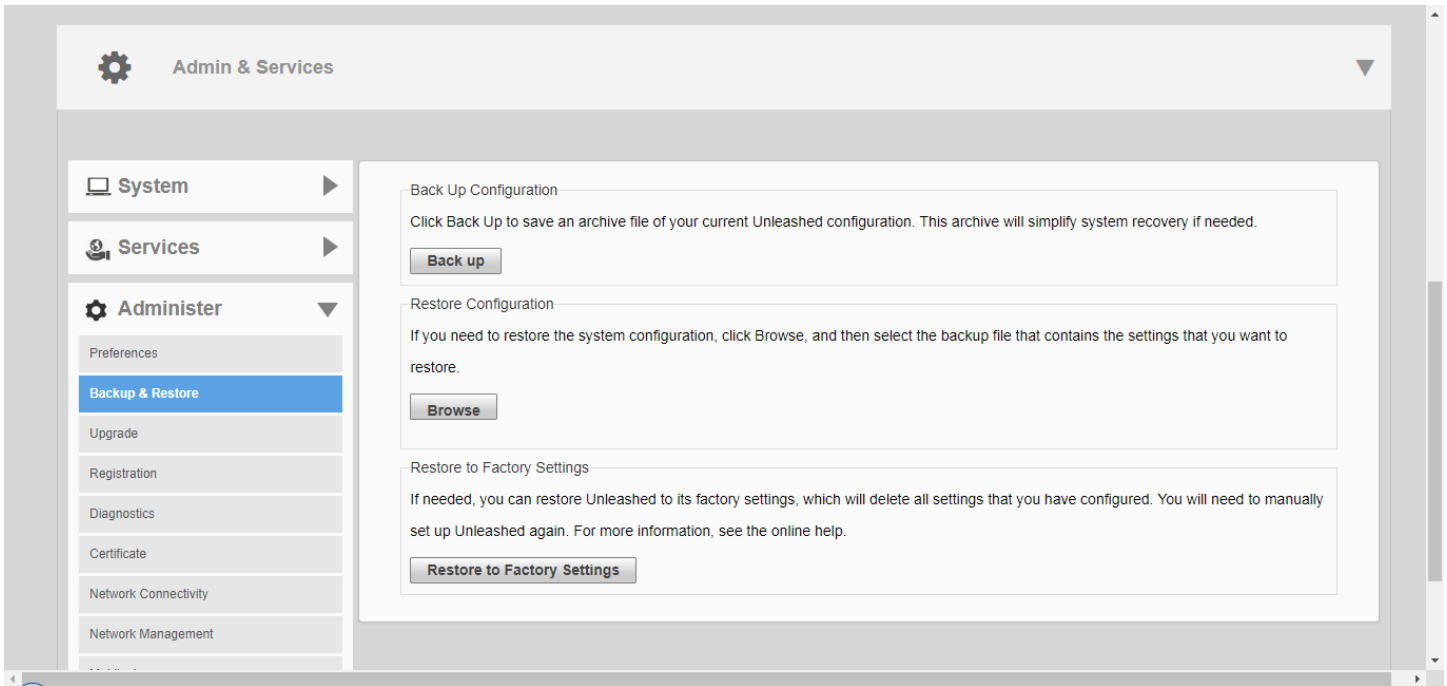 Admin & Services
System
Services
Administer
Preferences
Backup & Restore
Upgrade
Registration
Diagnostics
Certificate
Network Connectivity
Network Management
Back Up Configuration
Click Back Up to save an archive file of your current Unleashed configuration. This archive will simplify system recovery if needed.
Back up
Restore Configuration
If you need to restore the system configuration, click Browse, and then select the backup file that contains the settings that you want to
restore.
Browse
Restore to Factory Settings
If needed, you can restore Unleashed to its factory settings, which will delete all settings that you have configured. You will need to manually
set up Unleashed again. For more information, see the online help.
Restore to Factory Settings